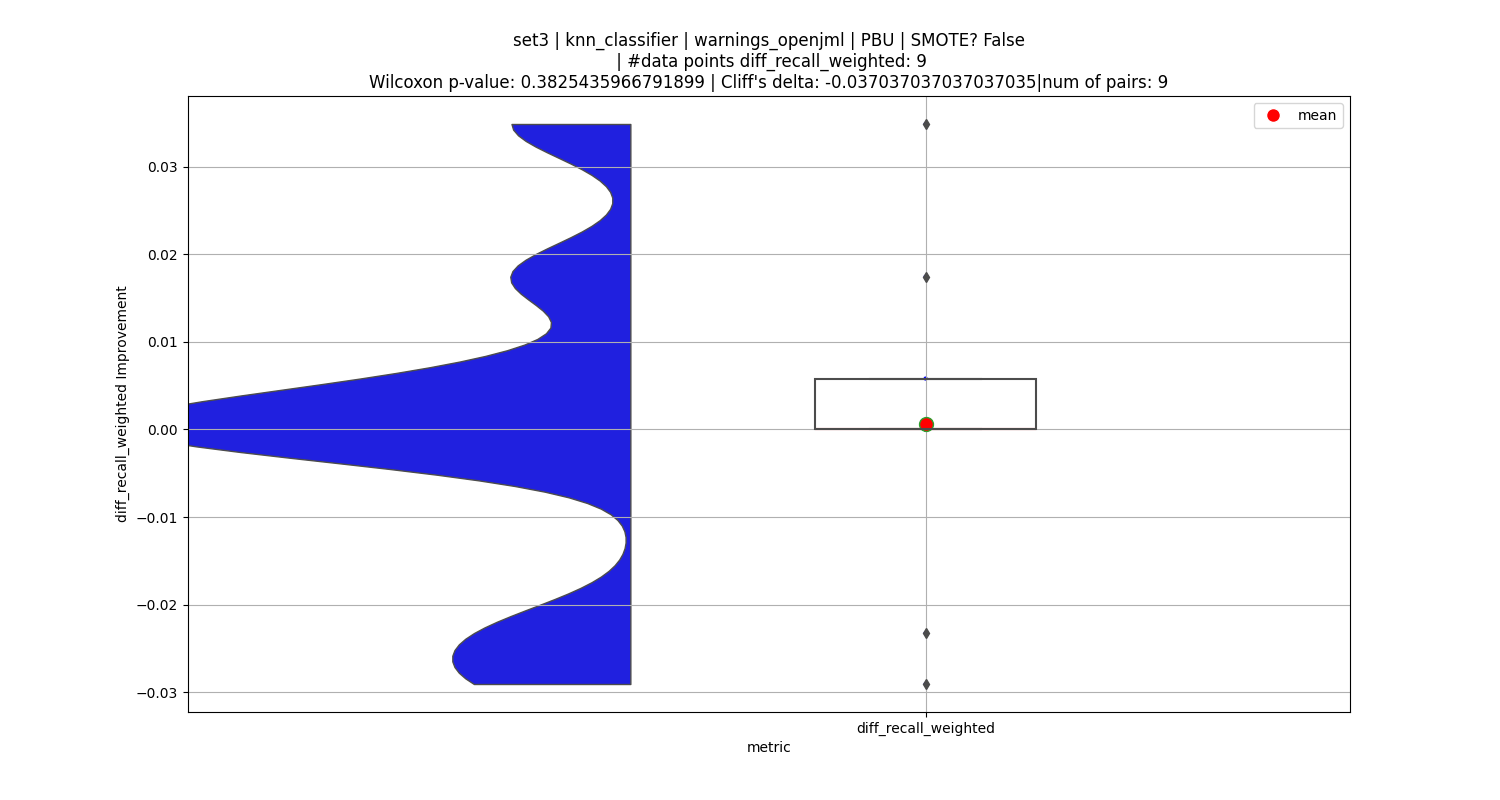 set3 | knn_classifier | warnings_openjml | PBU | SMOTE? False
| #data points diff_recall_weighted: 9
Wilcoxon p-value: 0.3825435966791899 | Cliff's delta: -0.037037037037037035|num of pairs: 9
mean
0.03
0.02
0.01
0.00
−0.01
−0.02
−0.03
diff_recall_weighted Improvement
diff_recall_weighted
metric